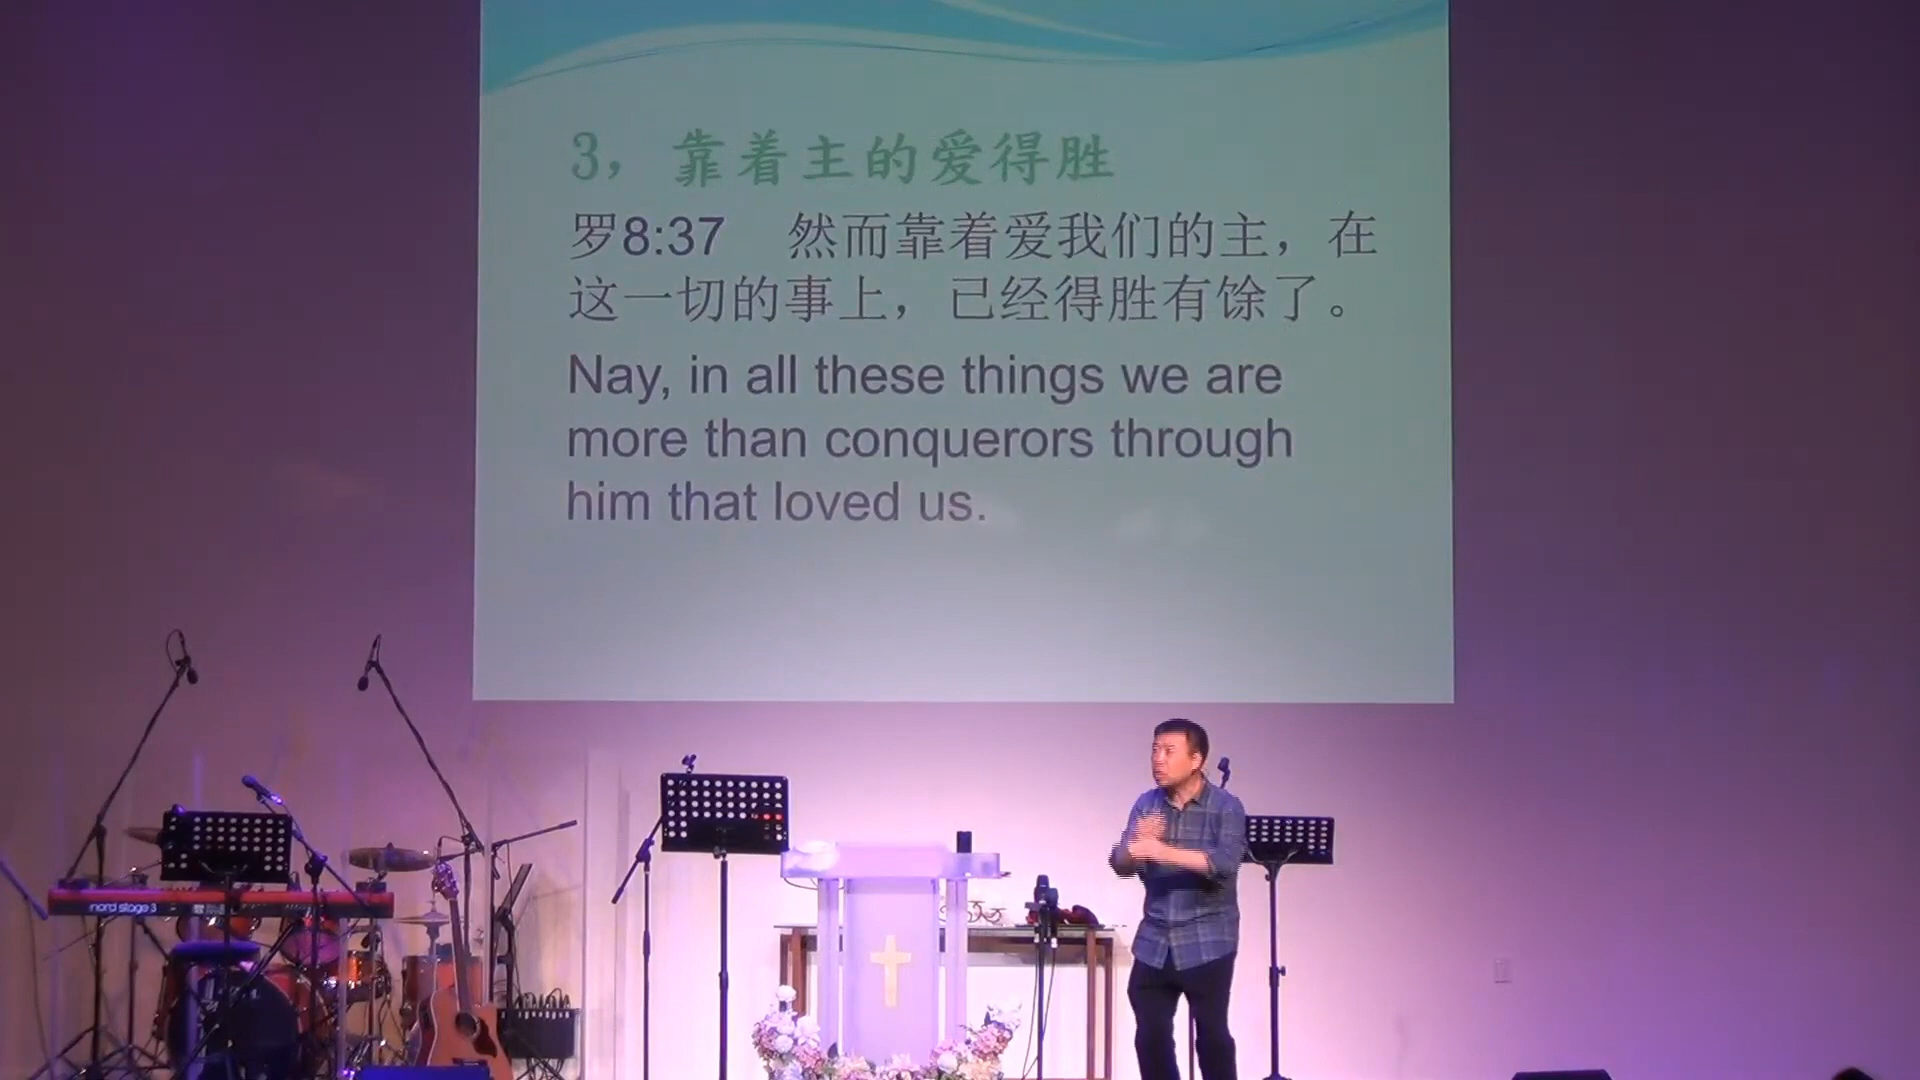 3，靠着主的爱得胜
罗8:37 然而靠着爱我们的主，在
这一切的事上，已经得胜有馀了。
Nay, in all these things we are
more than conquerors through
him that loved us.
nord stage 3